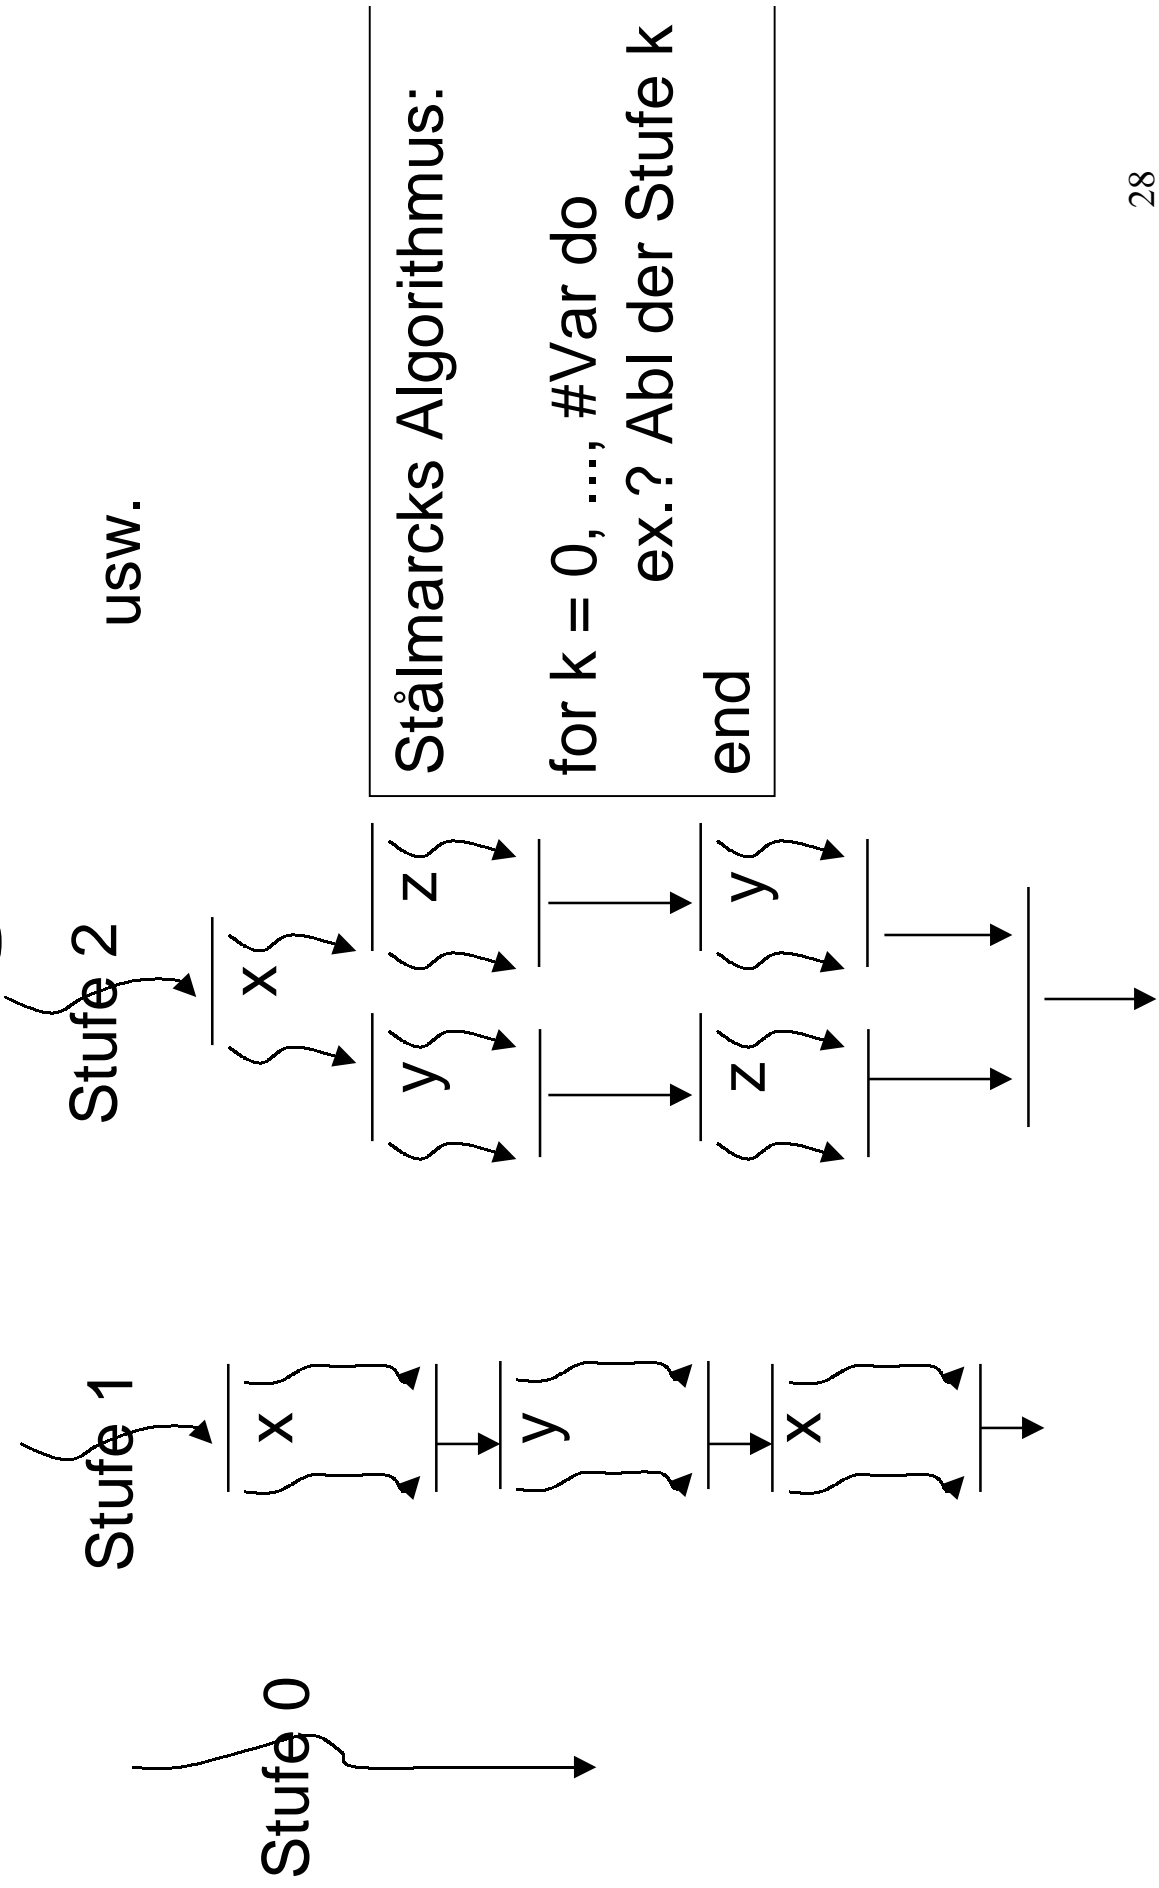 Stufe 0
Stufe 1
x
y
x
Stufe 2
x
y
z
z
y
usw.
Stålmarcks Algorithmus:
for k = 0, ..., #Var do
ex.? Abl der Stufe k
end
28